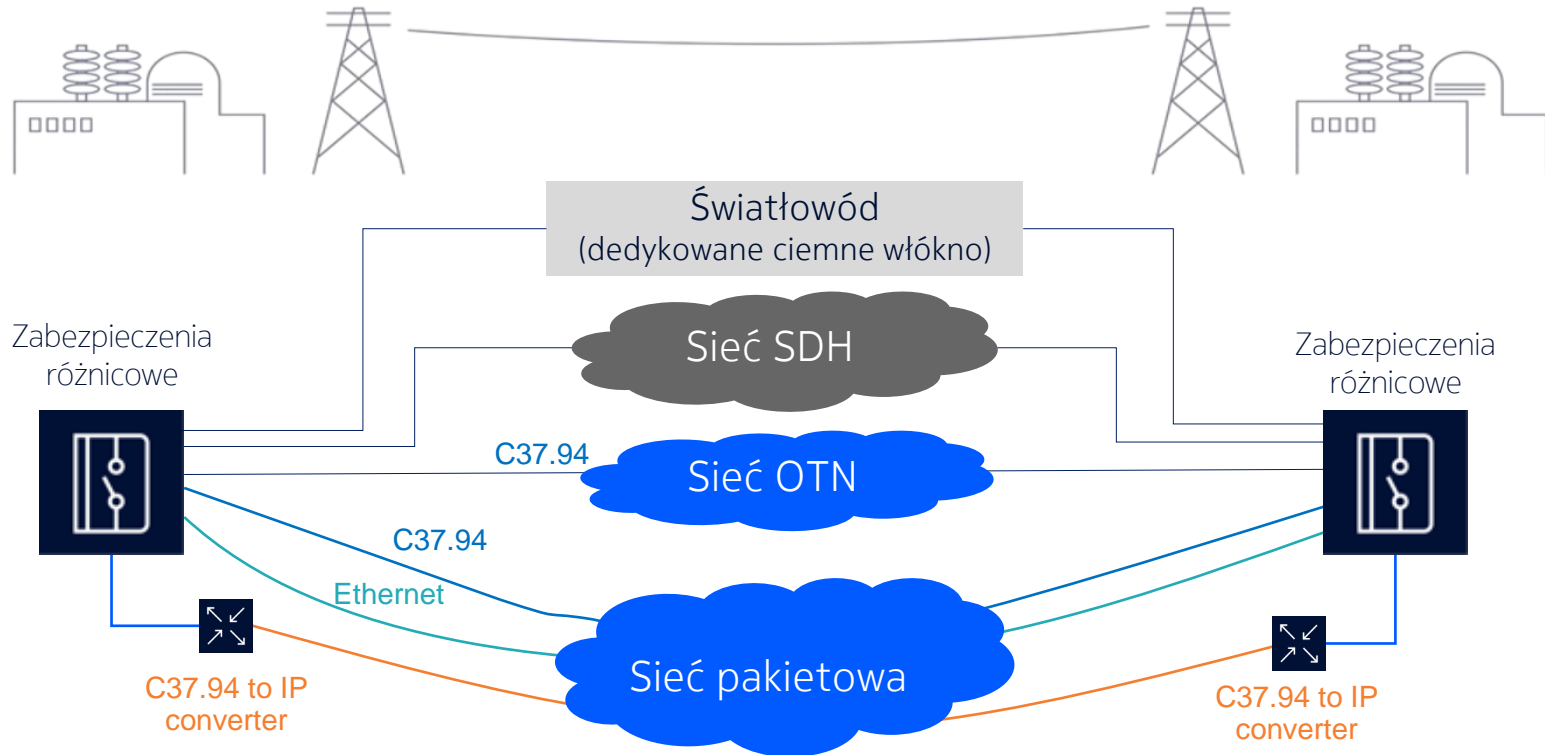 Światłowód
(dedykowane ciemne włókno)
Zabezpieczenia
różnicowe
Sieć SDH
Zabezpieczenia
różnicowe
C37.94
Sieć OTN
C37.94
Ethernet
Sieć pakietowa
C37.94 to IP
converter
C37.94 to IP
converter